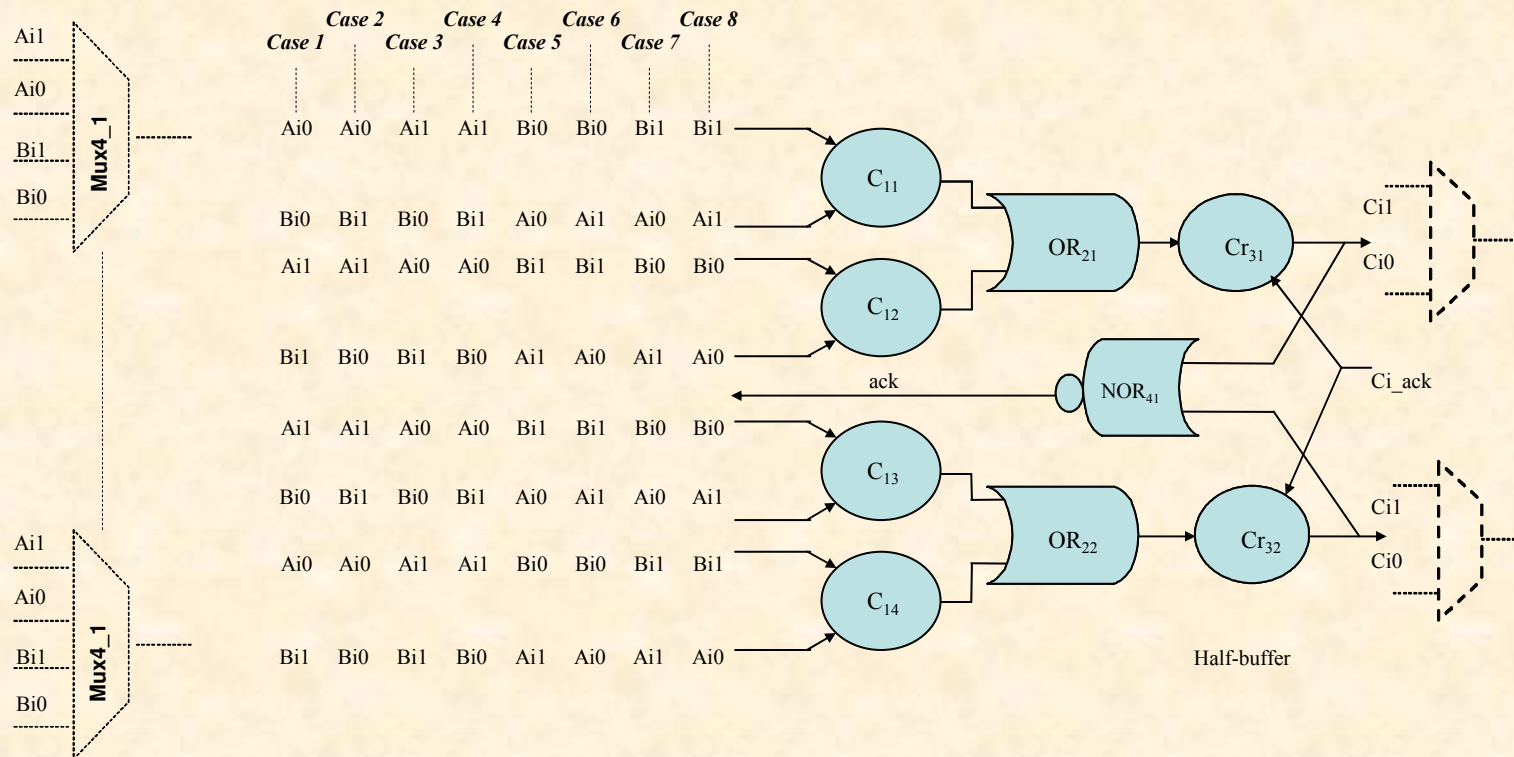 Case 2 Case 4 Case 6 Case 8
Case 1 Case 3 Case 5 Case 7
Ai1
Ai0
Bi1
Bi0
Mux4_1
Ai0 Ai0 Ai1 Ai1 Bi0 Bi0 Bi1 Bi1
Bi0 Bi1 Bi0 Bi1 Ai0 Ai1 Ai0 Ai1
Ai1 Ai1 Ai0 Ai0 Bi1 Bi1 Bi0 Bi0
Bi1 Bi0 Bi1 Bi0 Ai1 Ai0 Ai1 Ai0
ack
Ai1 Ai1 Ai0 Ai0 Bi1 Bi1 Bi0 Bi0
Bi0 Bi1 Bi0 Bi1 Ai0 Ai1 Ai0 Ai1
Ai0 Ai0 Ai1 Ai1 Bi0 Bi0 Bi1 Bi1
Bi1 Bi0 Bi1 Bi0 Ai1 Ai0 Ai1 Ai0
Ai1
Ai0
Bi1
Bi0
Mux4_1
C11
C12
C13
C14
OR21
OR22
Cr31
Cr32
NOR41
Ci1
Ci0
Ci_ack
Ci1
Ci0
Half-buffer